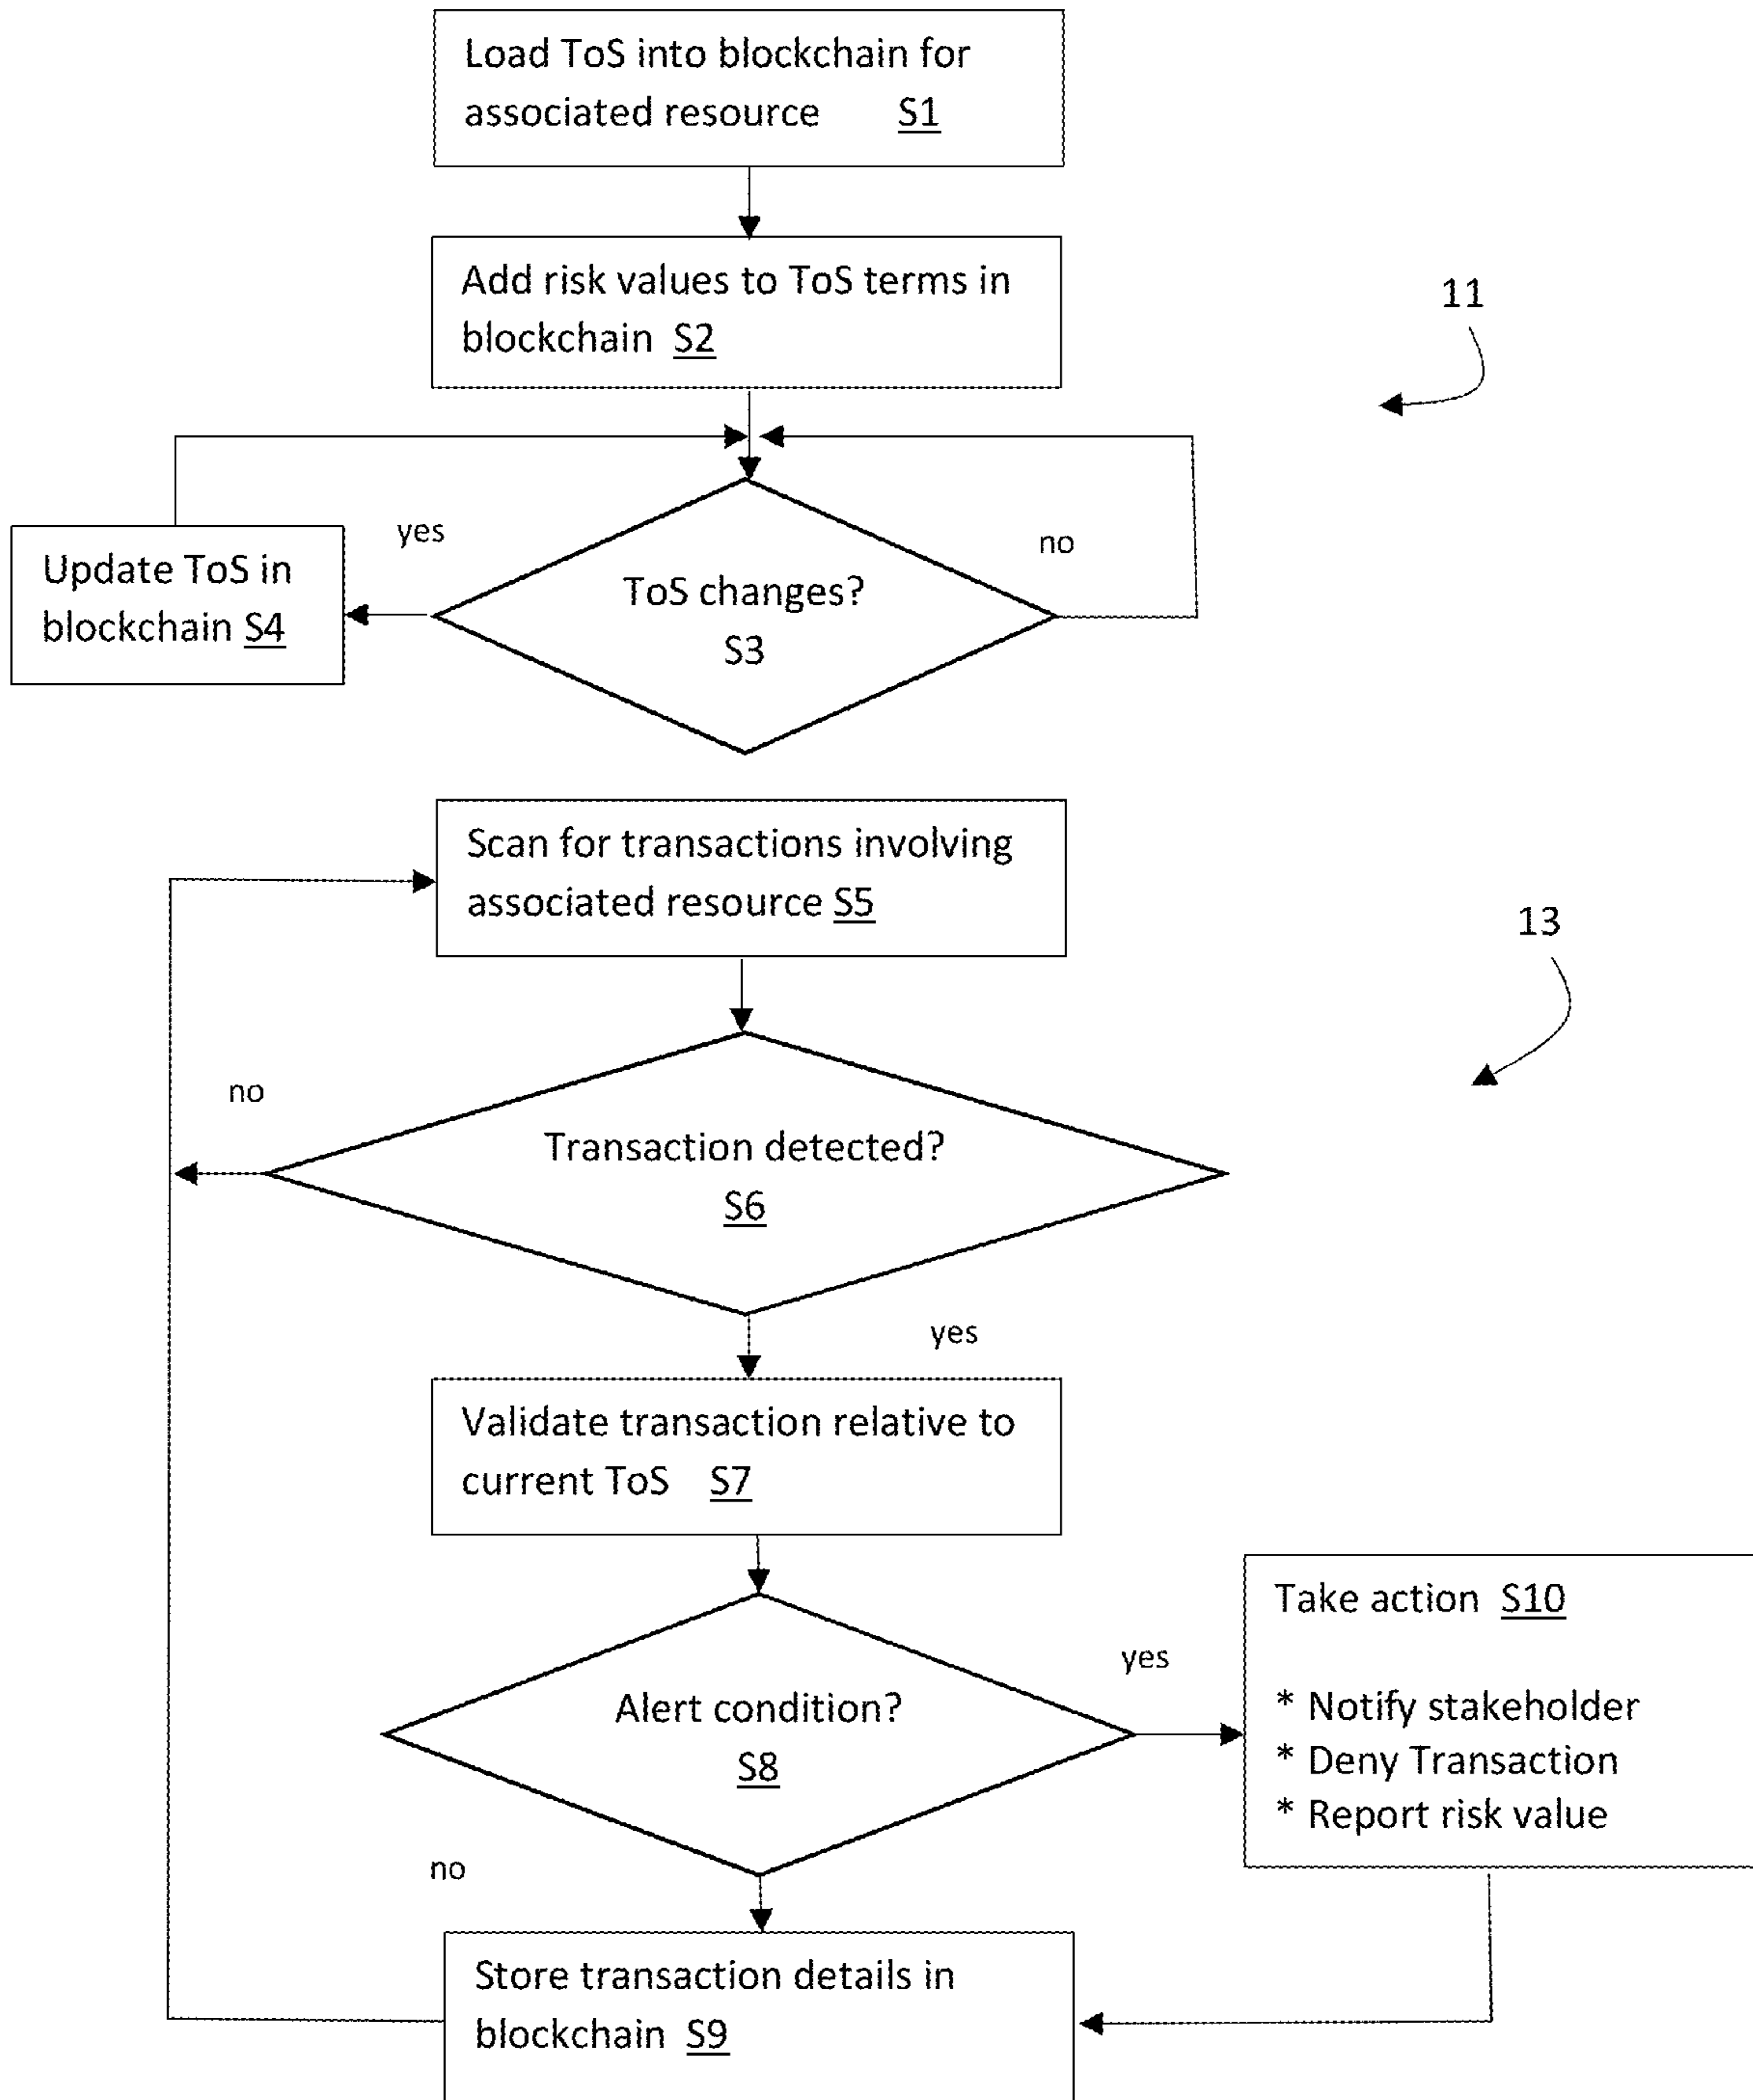 Load ToS into blockchain for
associated resource S1
Add risk values to ToS terms in
blockchain S2
11
yes
no
Update ToS in
blockchain S4
ToS changes?
S3
Scan for transactions involving
associated resource S5
13
no
Transaction detected?
S6
yes
Validate transaction relative to
current ToS S7
Take action S10
yes
* Notify stakeholder
* Deny Transaction
* Report risk value
Alert condition?
S8
no
Store transaction details in
blockchain S9